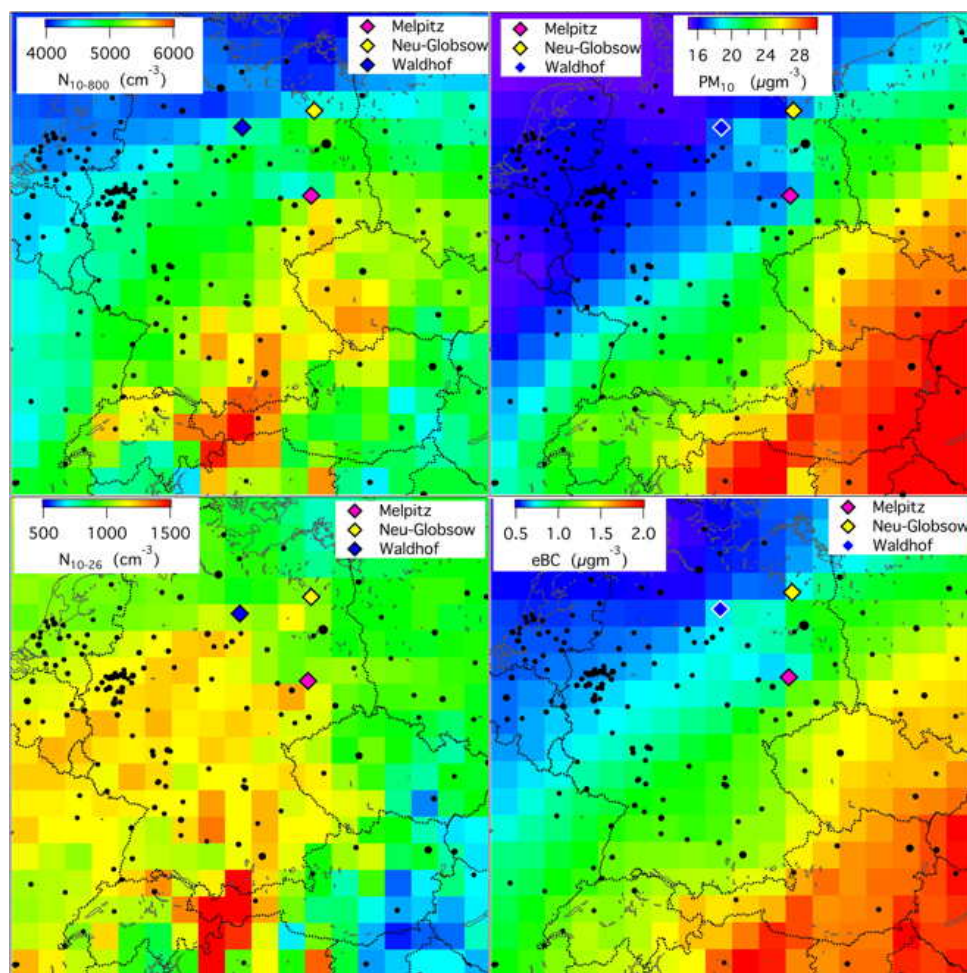 4000 5000 6000
N10-800 (cm-3)
Melpitz
Neu-Globsow
Waldhof
Melpitz
Neu-Globsow
Waldhof
16 20 24 28
PM10 (µgm-3)
500 1000 1500
N10-26 (cm-3)
Melpitz
Neu-Globsow
Waldhof
0.5 1.0 1.5 2.0
eBC (µgm-3)
Melpitz
Neu-Globsow
Waldhof